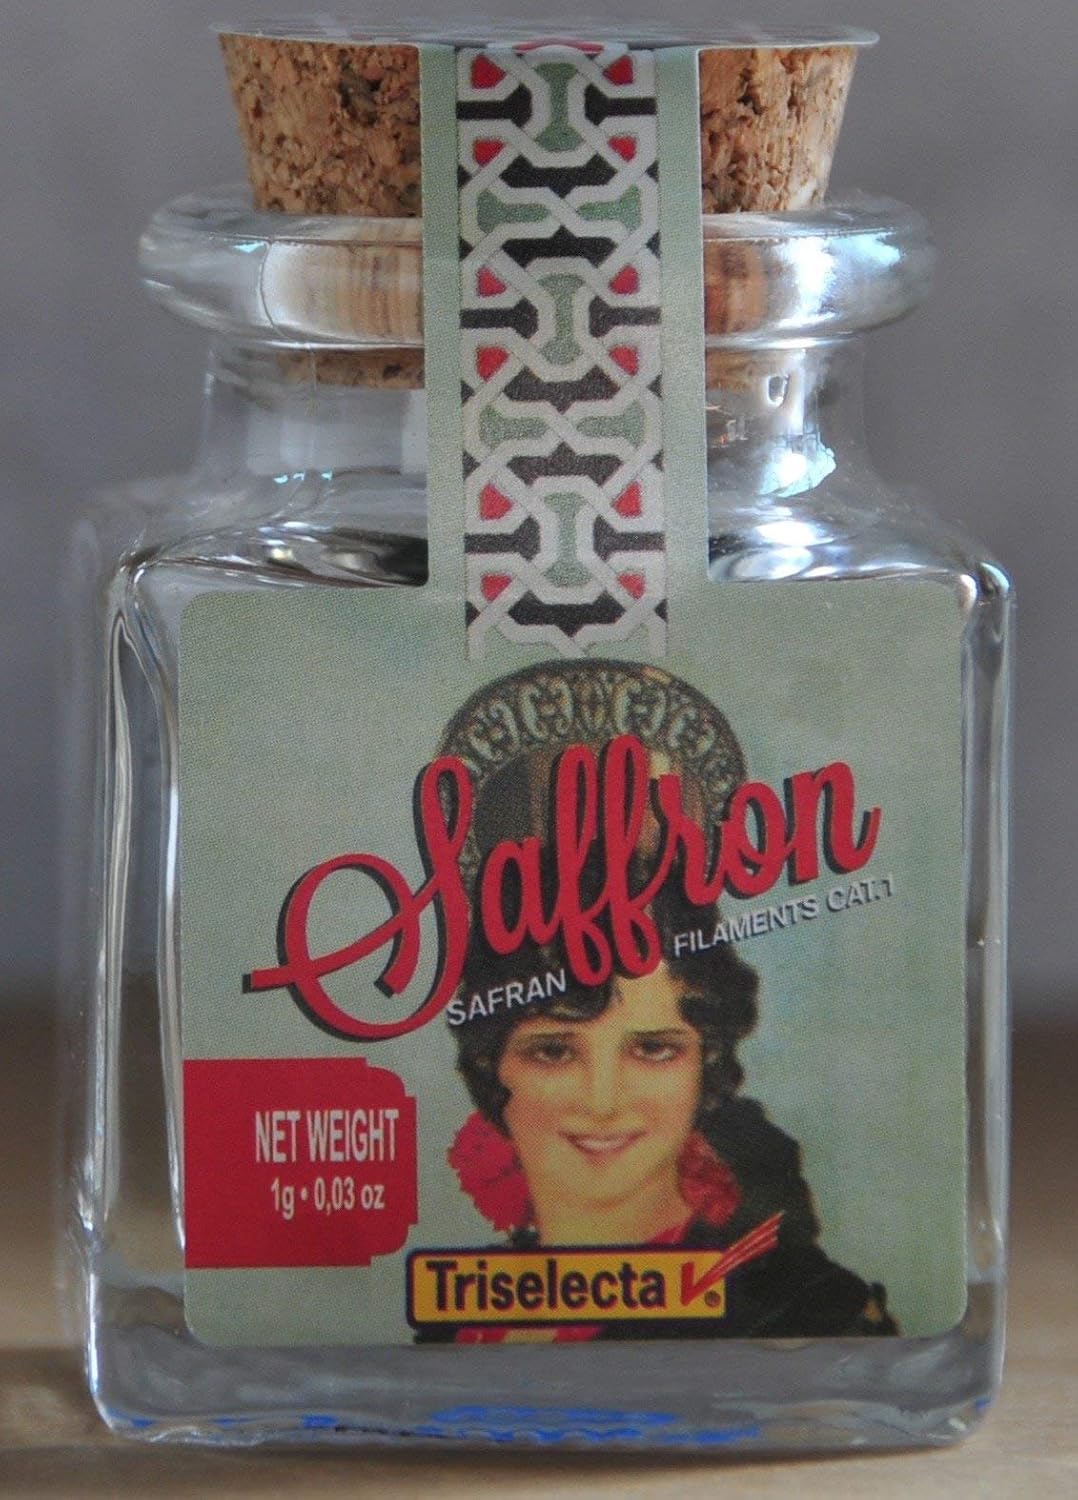 Saffron
SAFRAN FILAMENTS CAT.1
NET WEIGHT
1g • 0,03 oz
Triselecta ®